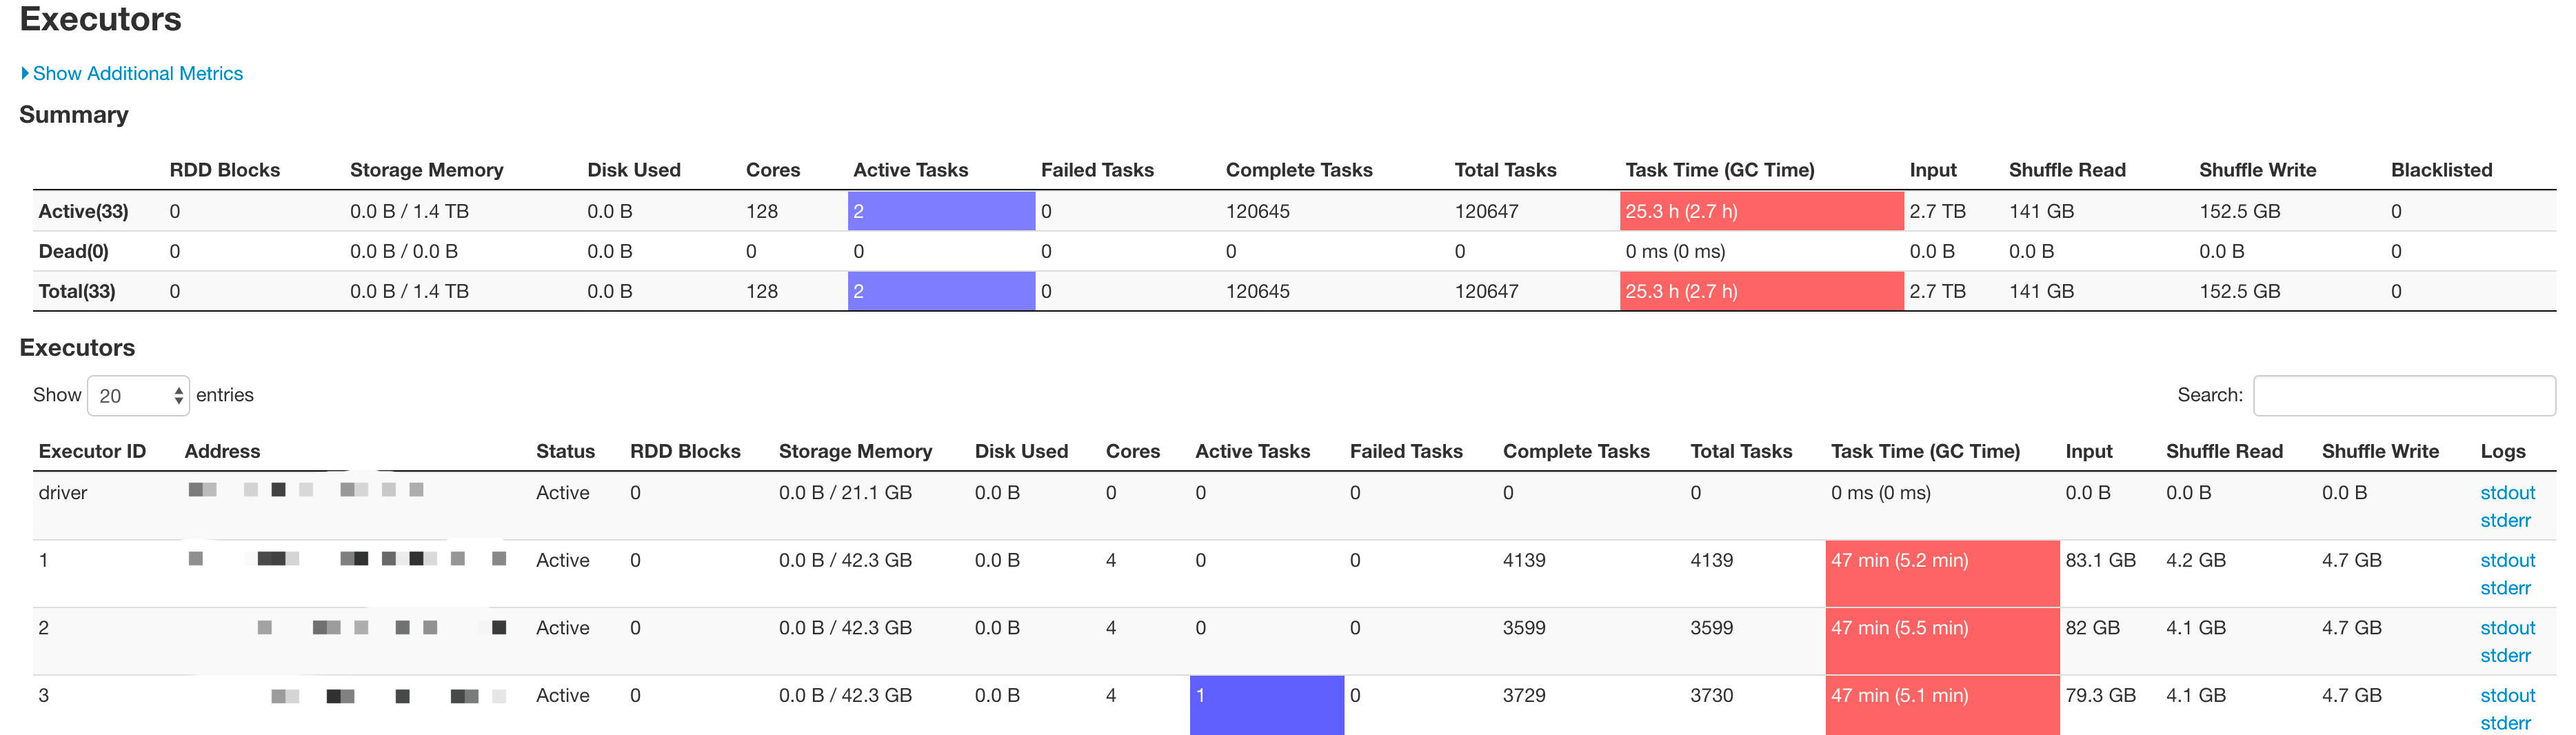 Executors
Show Additional Metrics
Summary
RDD Blocks Storage Memory Disk Used Cores Active Tasks Failed Tasks Complete Tasks Total Tasks Task Time (GC Time) Input Shuffle Read Shuffle Write Blacklisted
Active(33) 0 0.0 B / 1.4 TB 0.0 B 128 2 0 120645 120647 25.3 h (2.7 h) 2.7 TB 141 GB 152.5 GB 0
Dead(0) 0 0.0 B / 0.0 B 0.0 B 0 0 0 0 0 0 ms (0 ms) 0.0 B 0.0 B 0.0 B 0
Total(33) 0 0.0 B / 1.4 TB 0.0 B 128 2 0 120645 120647 25.3 h (2.7 h) 2.7 TB 141 GB 152.5 GB 0
Executors
Show 20 entries Search:
Executor ID Address Status RDD Blocks Storage Memory Disk Used Cores Active Tasks Failed Tasks Complete Tasks Total Tasks Task Time (GC Time) Input Shuffle Read Shuffle Write Logs
driver Active 0 0.0 B / 21.1 GB 0.0 B 0 0 0 0 0 0 ms (0 ms) 0.0 B 0.0 B 0.0 B stdout
stderr
1 Active 0 0.0 B / 42.3 GB 0.0 B 4 0 0 4139 4139 47 min (5.2 min) 83.1 GB 4.2 GB 4.7 GB stdout
stderr
2 Active 0 0.0 B / 42.3 GB 0.0 B 4 0 0 3599 3599 47 min (5.5 min) 82 GB 4.1 GB 4.7 GB stdout
stderr
3 Active 0 0.0 B / 42.3 GB 0.0 B 4 1 0 3729 3730 47 min (5.1 min) 79.3 GB 4.1 GB 4.7 GB stdout
stderr